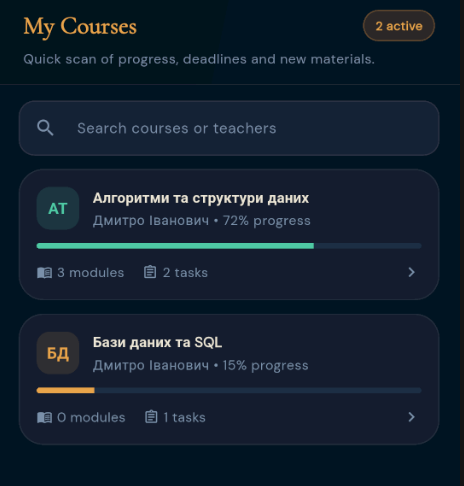 My Courses
2 active
Quick scan of progress, deadlines and new materials.
Search courses or teachers
АТ
Алгоритми та структури даних
Дмитро Іванович • 72% progress
3 modules
2 tasks
БД
Бази даних та SQL
Дмитро Іванович • 15% progress
0 modules
1 tasks